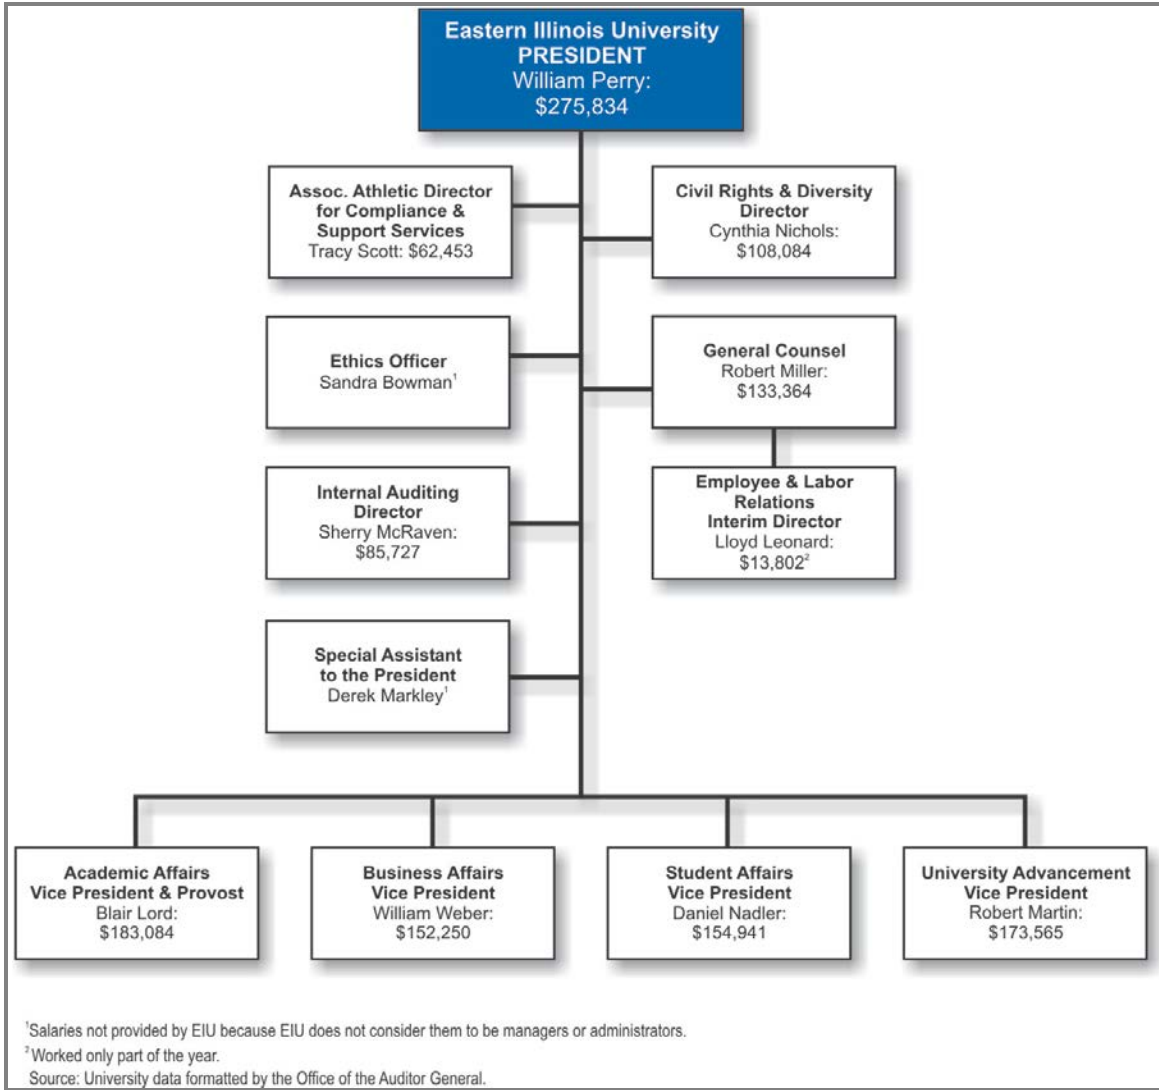 Eastern Illinois University
PRESIDENT
William Perry:
$275,834
Assoc. Athletic Director
for Compliance &
Support Services
Tracy Scott: $62,453
Civil Rights & Diversity
Director
Cynthia Nichols:
$108,084
Ethics Officer
Sandra Bowman¹
General Counsel
Robert Miller:
$133,364
Internal Auditing
Director
Sherry McRaven:
$85,727
Employee & Labor
Relations
Interim Director
Lloyd Leonard:
$13,802²
Special Assistant
to the President
Derek Markley¹
Academic Affairs
Vice President & Provost
Blair Lord:
$183,084
Business Affairs
Vice President
William Weber:
$152,250
Student Affairs
Vice President
Daniel Nadler:
$154,941
University Advancement
Vice President
Robert Martin:
$173,565
¹Salaries not provided by EIU because EIU does not consider them to be managers or administrators.
²Worked only part of the year.
Source: University data formatted by the Office of the Auditor General.